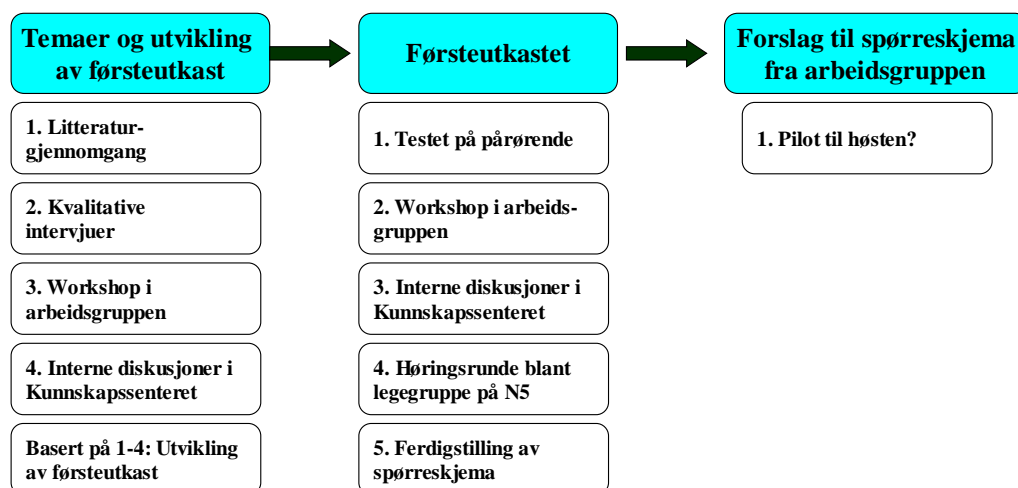 Temaer og utvikling
av førsteutkast
1. Litteratur-
gjennomgang
2. Kvalitative
intervjuer
3. Workshop i
arbeidsgruppen
4. Interne diskusjoner i
Kunnskapssenteret
Basert på 1-4: Utvikling
av førsteutkast
Førsteutkastet
1. Testet på pårørende
2. Workshop i arbeids-
gruppen
3. Interne diskusjoner i
Kunnskapssenteret
4. Høringsrunde blant
legegruppe på N5
5. Ferdigstilling av
spørreskjema
Forslag til spørreskjema
fra arbeidsgruppen
1. Pilot til høsten?